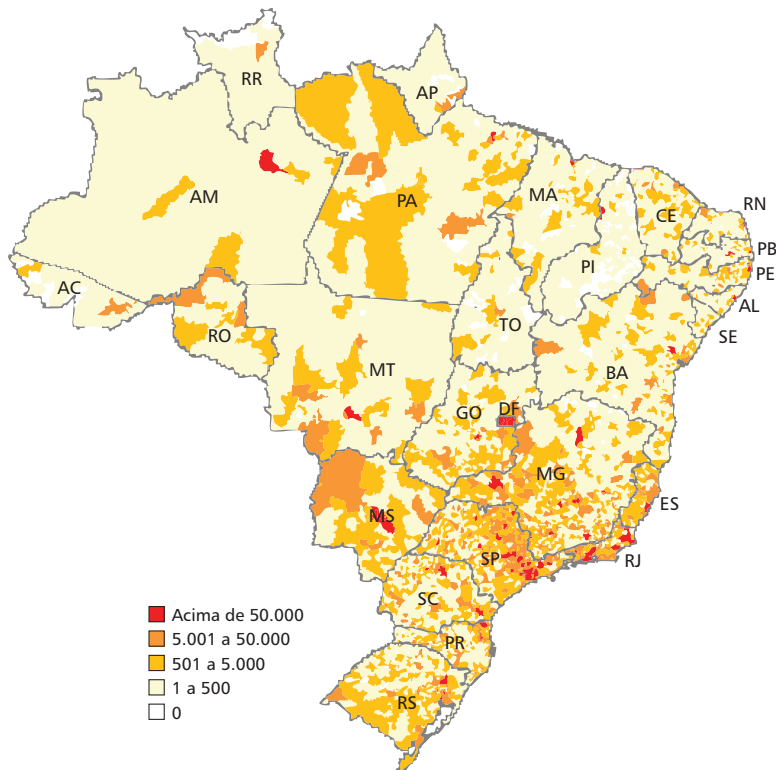 RR
AP
AM
PA
MA
CE
RN
PB
PE
AL
SE
PI
AC
RO
TO
MT
BA
GO
DF
MG
ES
MS
SP
RJ
SC
PR
RS
Acima de 50.000
5.001 a 50.000
501 a 5.000
1 a 500
0